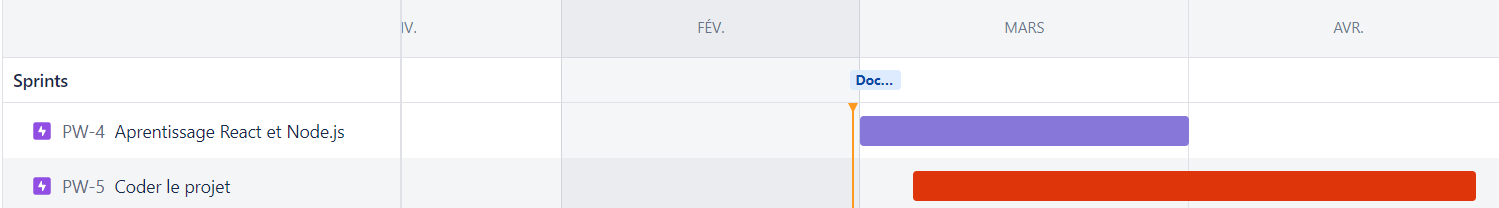 IV. FÉV. MARS AVR.
Sprints Doc...
PW-4 Aprentissage React et Node.js
PW-5 Coder le projet